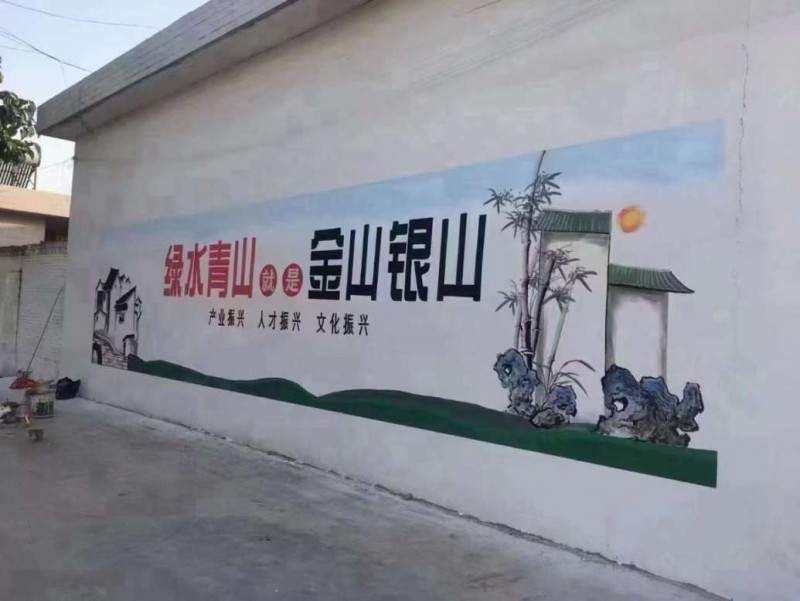 绿水青山就是金山银山
产业振兴 人才振兴 文化振兴